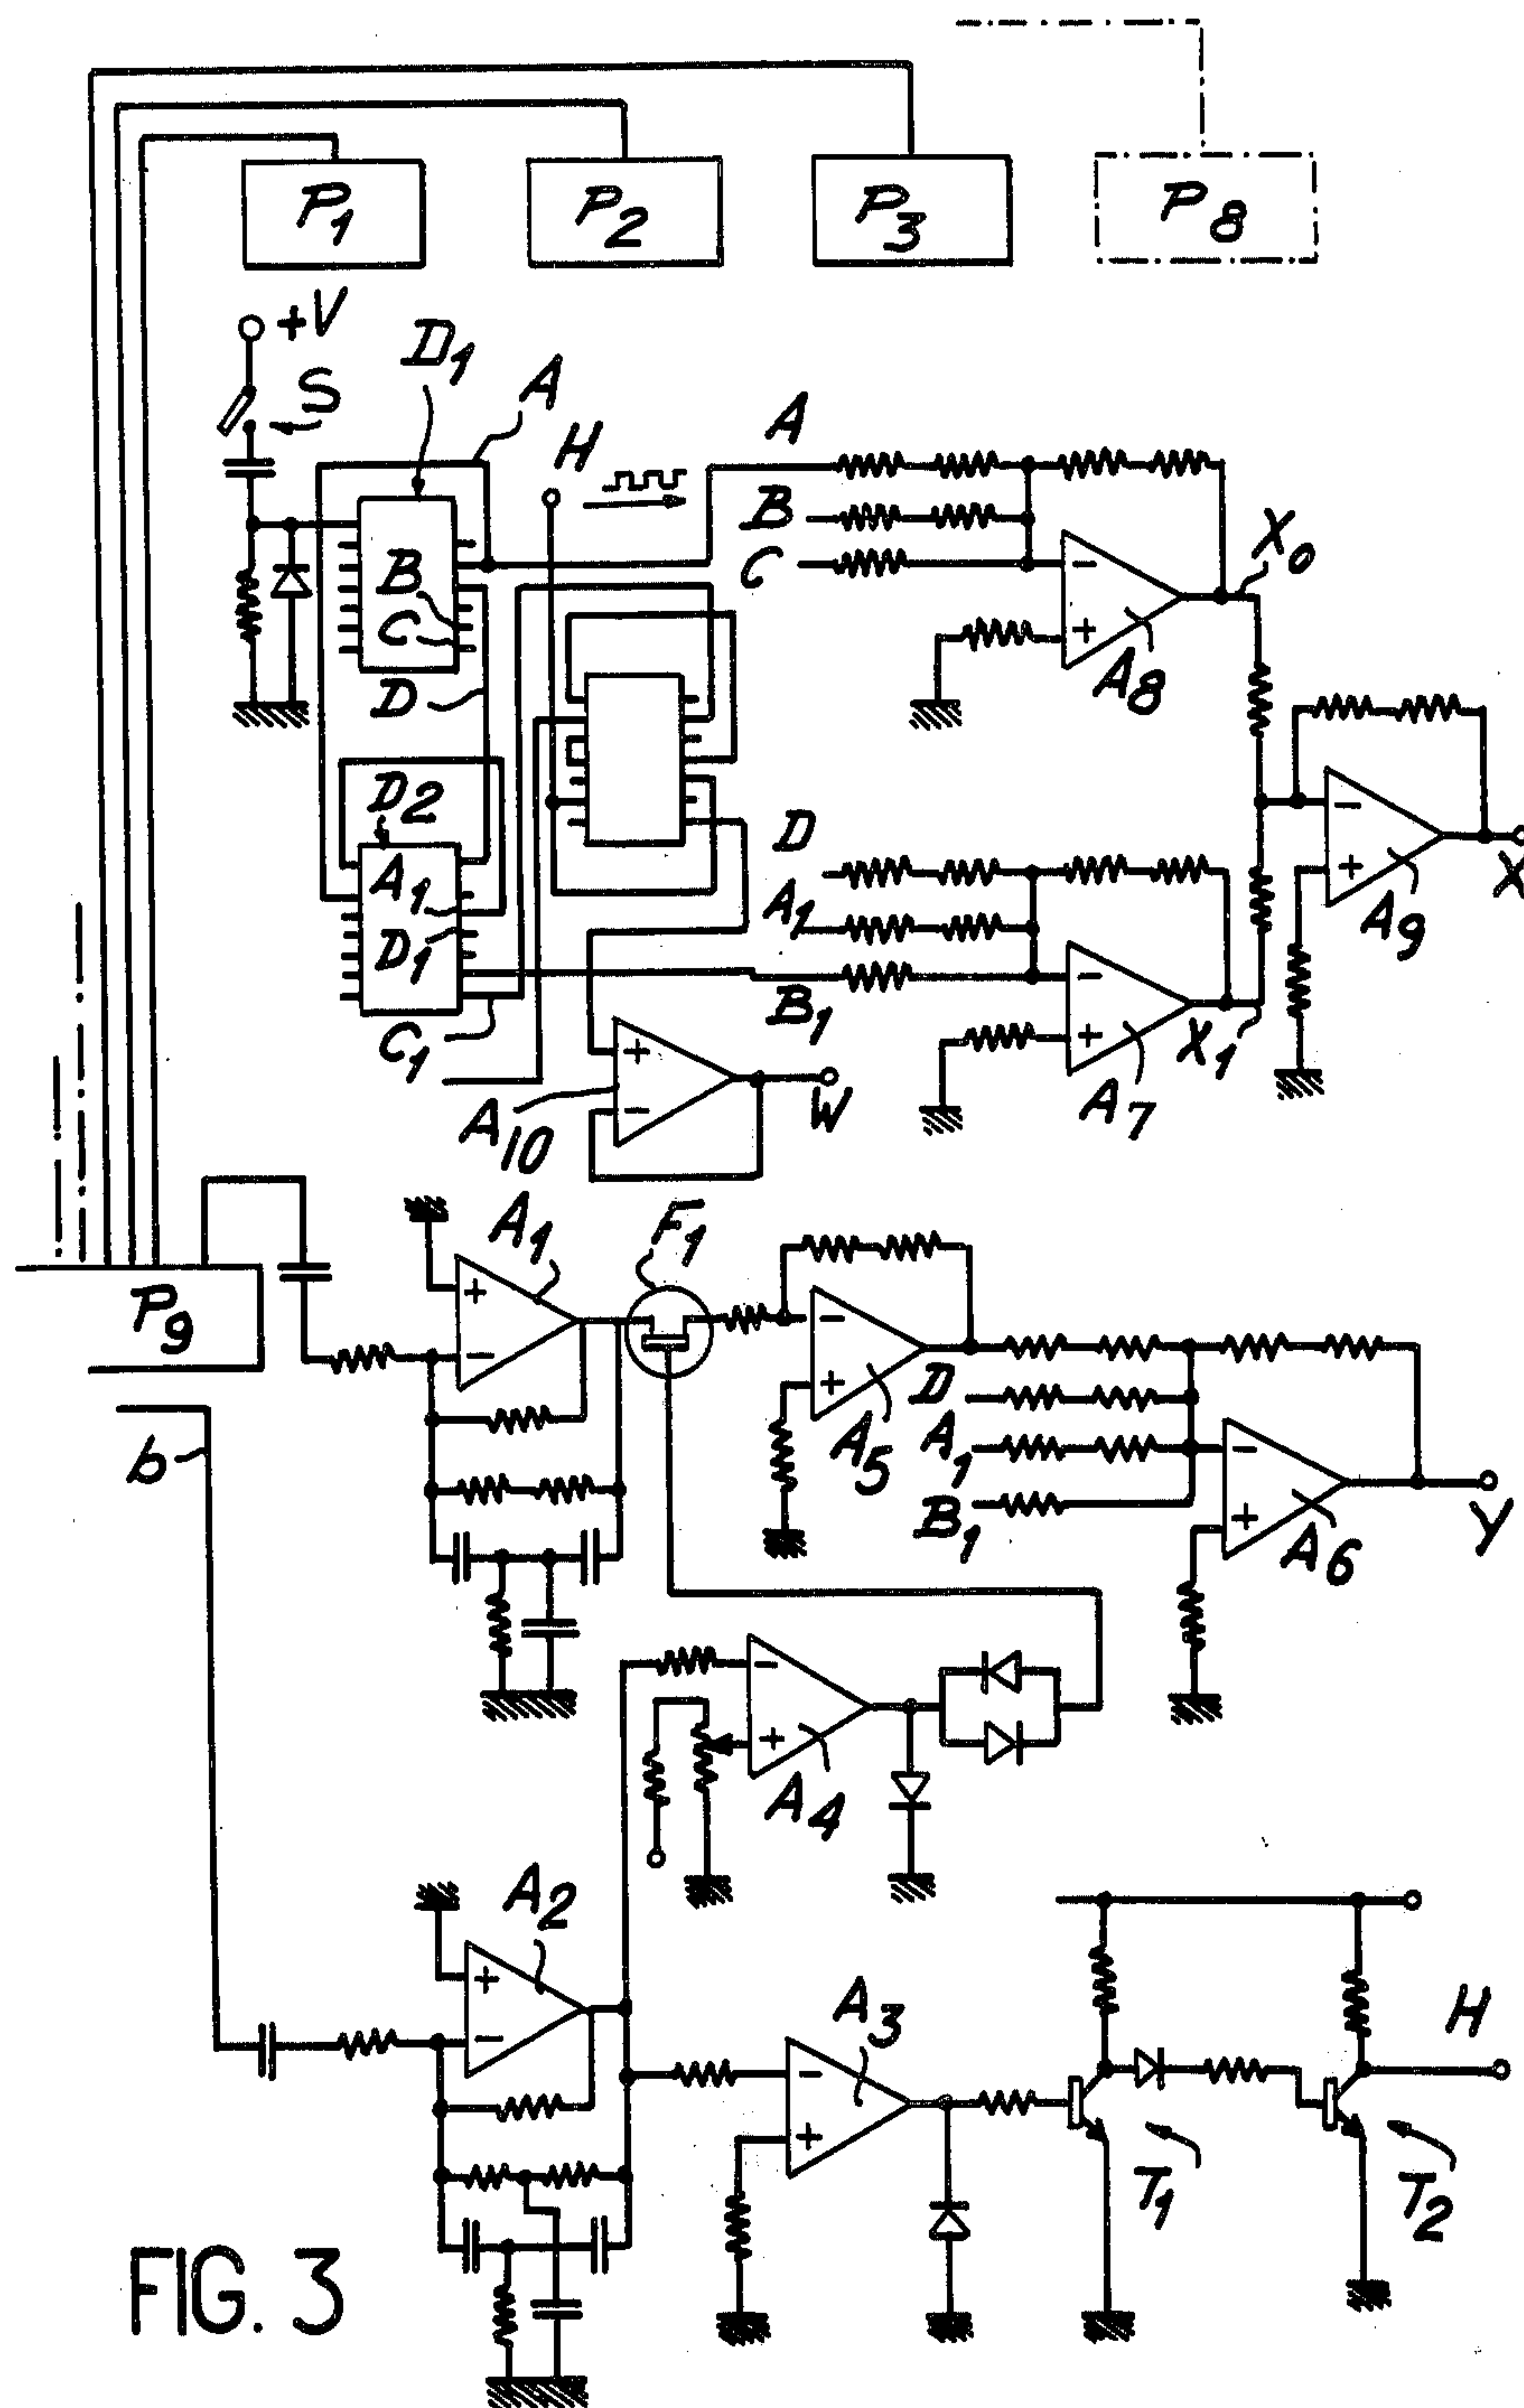 P1 P2 P3 P8
+V
S
D1
A
H
A
B
C
B
C
D
X0
A8
D2
A1
D1
C1
D
A1
B1
X1
A7
A9
X
A10
W
P9
A1
F1
A5
D
A1
B1
A6
Y
b
A4
A2
A3
T1
T2
H
FIG. 3